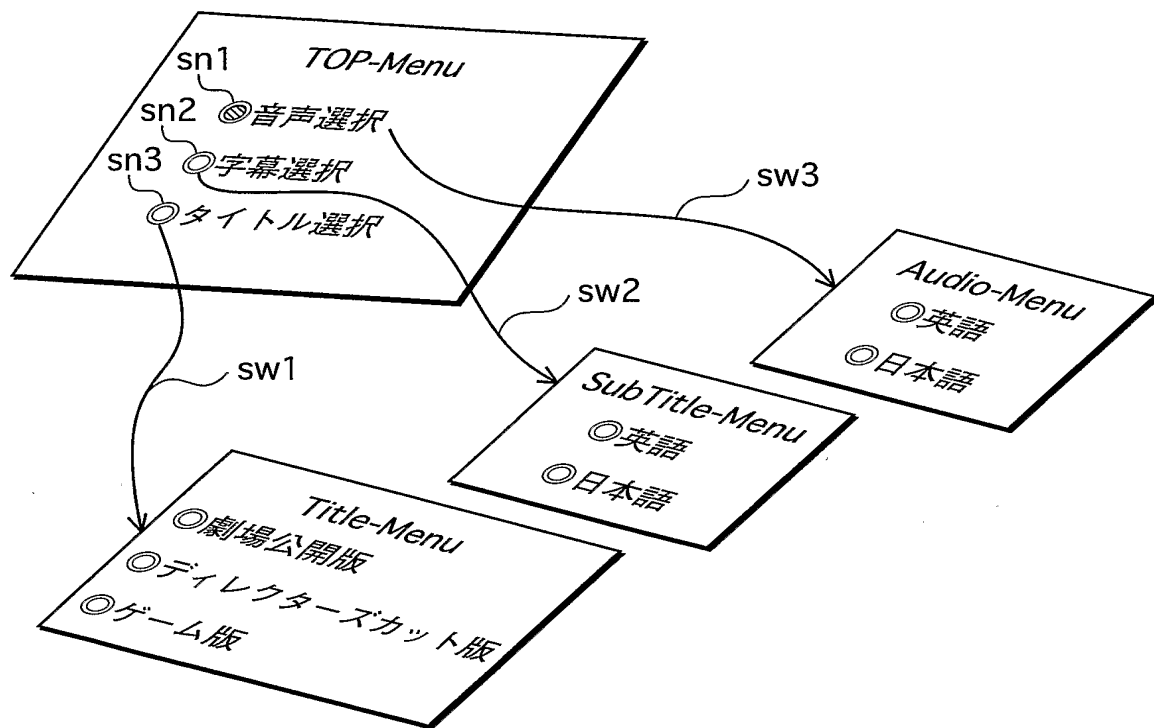 TOP-Menu
sn1
音声選択
sn2
字幕選択
sn3
タイトル選択
sw3
sw2
sw1
Audio-Menu
英語
日本語
SubTitle-Menu
英語
日本語
Title-Menu
劇場公開版
ディレクターズカット版
ゲーム版